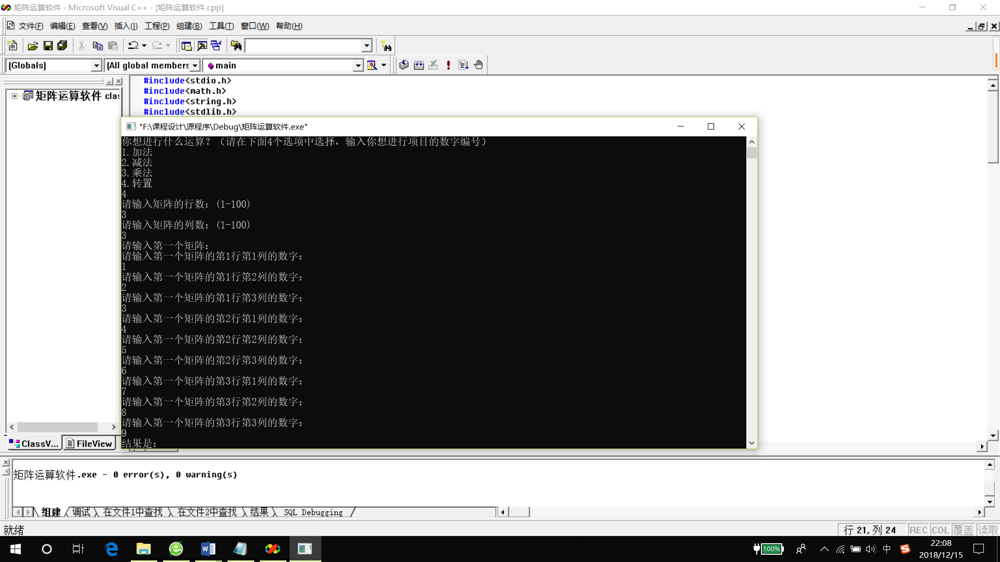 矩阵运算软件 - Microsoft Visual C++ - [矩阵运算软件.cpp]
文件(F) 编辑(E) 查看(V) 插入(I) 工程(P) 组建(B) 工具(T) 窗口(W) 帮助(H)
(Globals) (All global members main
矩阵运算软件 clas
#include<stdio.h>
#include<math.h>
#include<string.h>
#include<stdlib.h>
"F:\课程设计\源程序\Debug\矩阵运算软件.exe"
你想进行什么运算？（请在下面4个选项中选择，输入你想进行项目的数字编号）
1.加法
2.减法
3.乘法
4.转置
4
请输入矩阵的行数：(1-100)
3
请输入矩阵的列数：(1-100)
3
请输入第一个矩阵：
请输入第一个矩阵的第1行第1列的数字：
1
请输入第一个矩阵的第1行第2列的数字：
2
请输入第一个矩阵的第1行第3列的数字：
3
请输入第一个矩阵的第2行第1列的数字：
4
请输入第一个矩阵的第2行第2列的数字：
5
请输入第一个矩阵的第2行第3列的数字：
6
请输入第一个矩阵的第3行第1列的数字：
7
请输入第一个矩阵的第3行第2列的数字：
8
请输入第一个矩阵的第3行第3列的数字：
9
结果是：
ClassV... FileView
矩阵运算软件.exe - 0 error(s), 0 warning(s)
组建 调试 在文件1中查找 在文件2中查找 结果 SQL Debugging
就绪
行 21, 列 24 REC COL 覆盖 读取
100% 中 22:08
2018/12/15